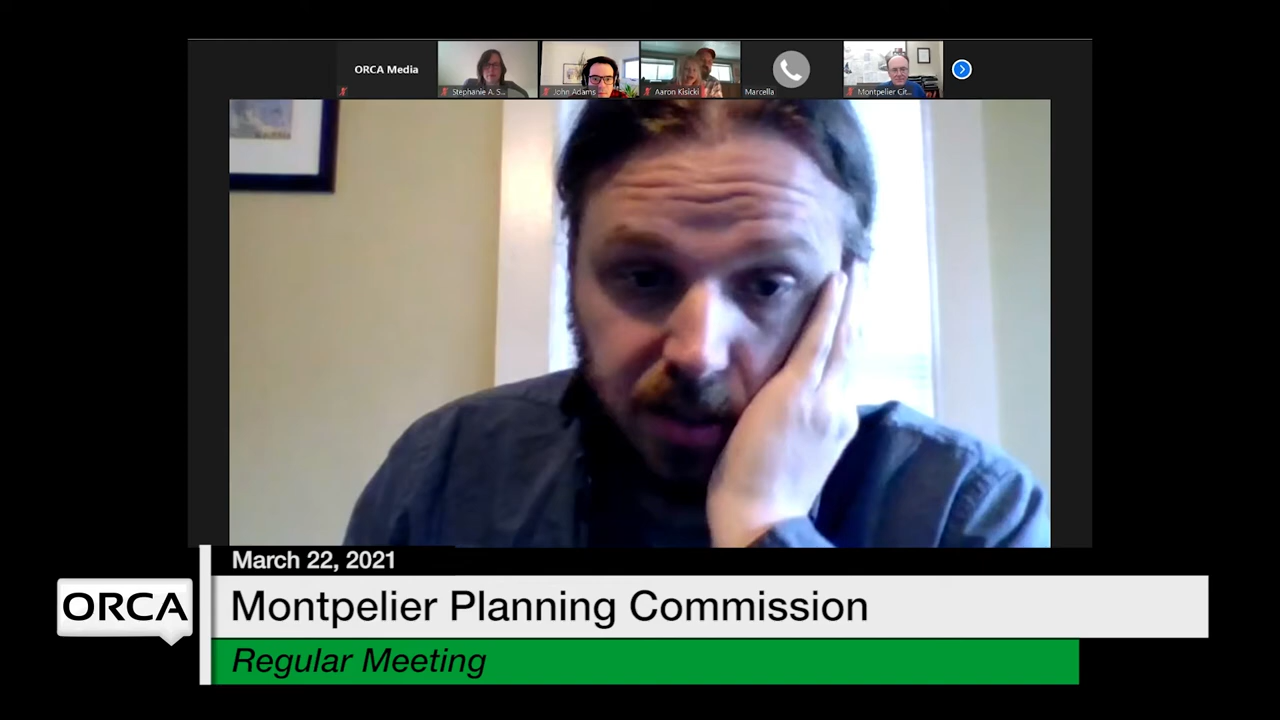 ORCA Media
Stephanie A. S...
John Adams
Aaron Kisicki
Marcella
Montpelier Cit...
March 22, 2021
ORCA
Montpelier Planning Commission
Regular Meeting